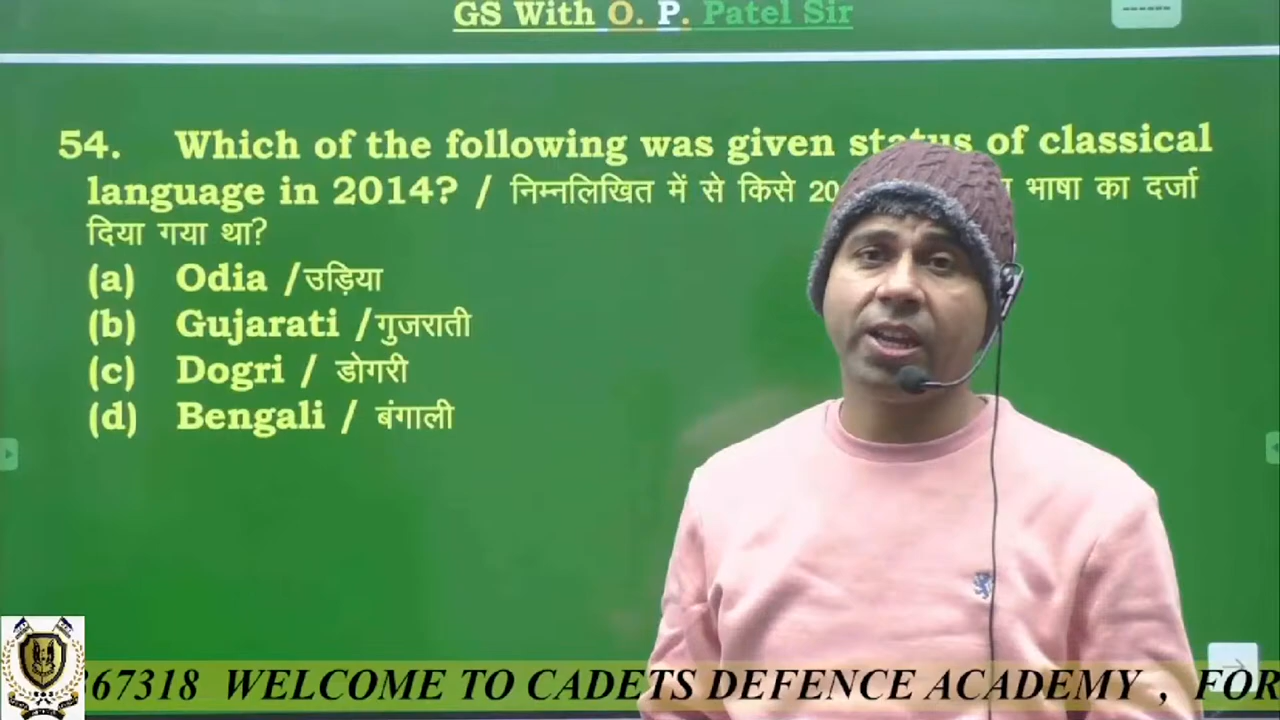 GS With O. P. Patel Sir
------
54. Which of the following was given status of classical
language in 2014? / निम्नलिखित में से किसे 20 भाषा का दर्जा
दिया गया था?
(a) Odia /उड़िया
(b) Gujarati /गुजराती
(c) Dogri / डोगरी
(d) Bengali / बंगाली
67318 WELCOME TO CADETS DEFENCE ACADEMY , FOR